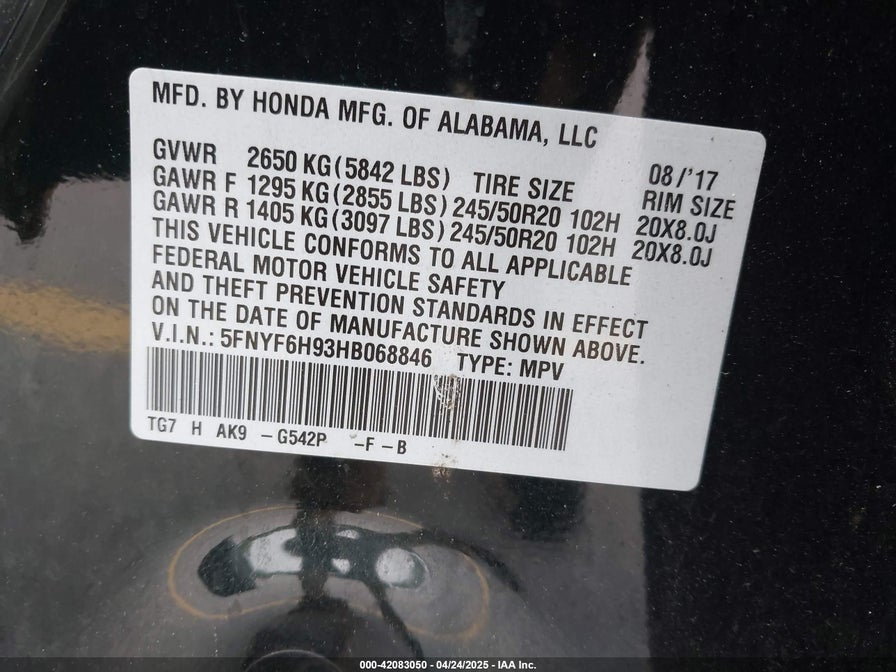 MFD. BY HONDA MFG. OF ALABAMA, LLC
08/'17
GVWR 2650 KG(5842 LBS) TIRE SIZE RIM SIZE
GAWR F 1295 KG(2855 LBS) 245/50R20 102H 20X8.0J
GAWR R 1405 KG(3097 LBS) 245/50R20 102H 20X8.0J
THIS VEHICLE CONFORMS TO ALL APPLICABLE
FEDERAL MOTOR VEHICLE SAFETY
AND THEFT PREVENTION STANDARDS IN EFFECT
ON THE DATE OF MANUFACTURE SHOWN ABOVE.
V.I.N.: 5FNYF6H93HB068846 TYPE: MPV
TG7 H AK9 -G542P -F-B
000-42083050 - 04/24/2025 - IAA Inc.